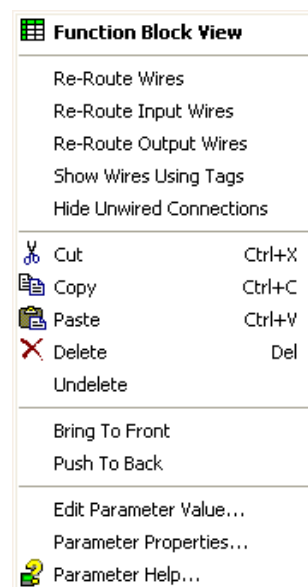 Function Block View
Re-Route Wires
Re-Route Input Wires
Re-Route Output Wires
Show Wires Using Tags
Hide Unwired Connections
Cut Ctrl+X
Copy Ctrl+C
Paste Ctrl+V
Delete Del
Undelete
Bring To Front
Push To Back
Edit Parameter Value...
Parameter Properties...
Parameter Help...